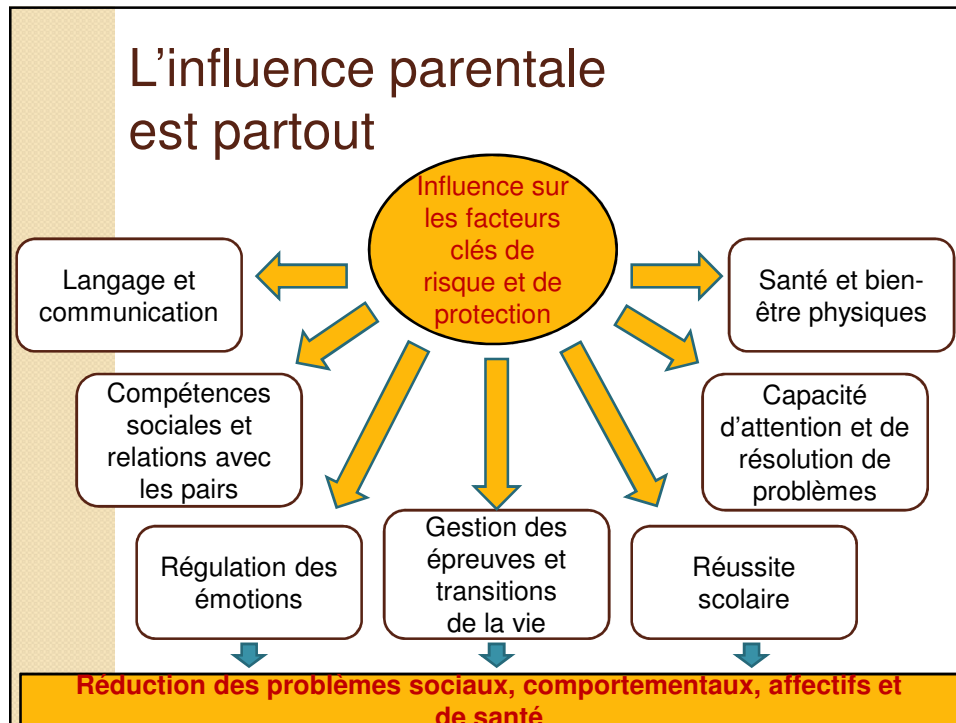 L’influence parentale
est partout
Influence sur
les facteurs
clés de
risque et de
protection
Langage et
communication
Santé et bien-
être physiques
Compétences
sociales et
relations avec
les pairs
Capacité
d’attention et de
résolution de
problèmes
Régulation des
émotions
Gestion des
épreuves et
transitions
de la vie
Réussite
scolaire
Réduction des problèmes sociaux, comportementaux, affectifs et
de santé